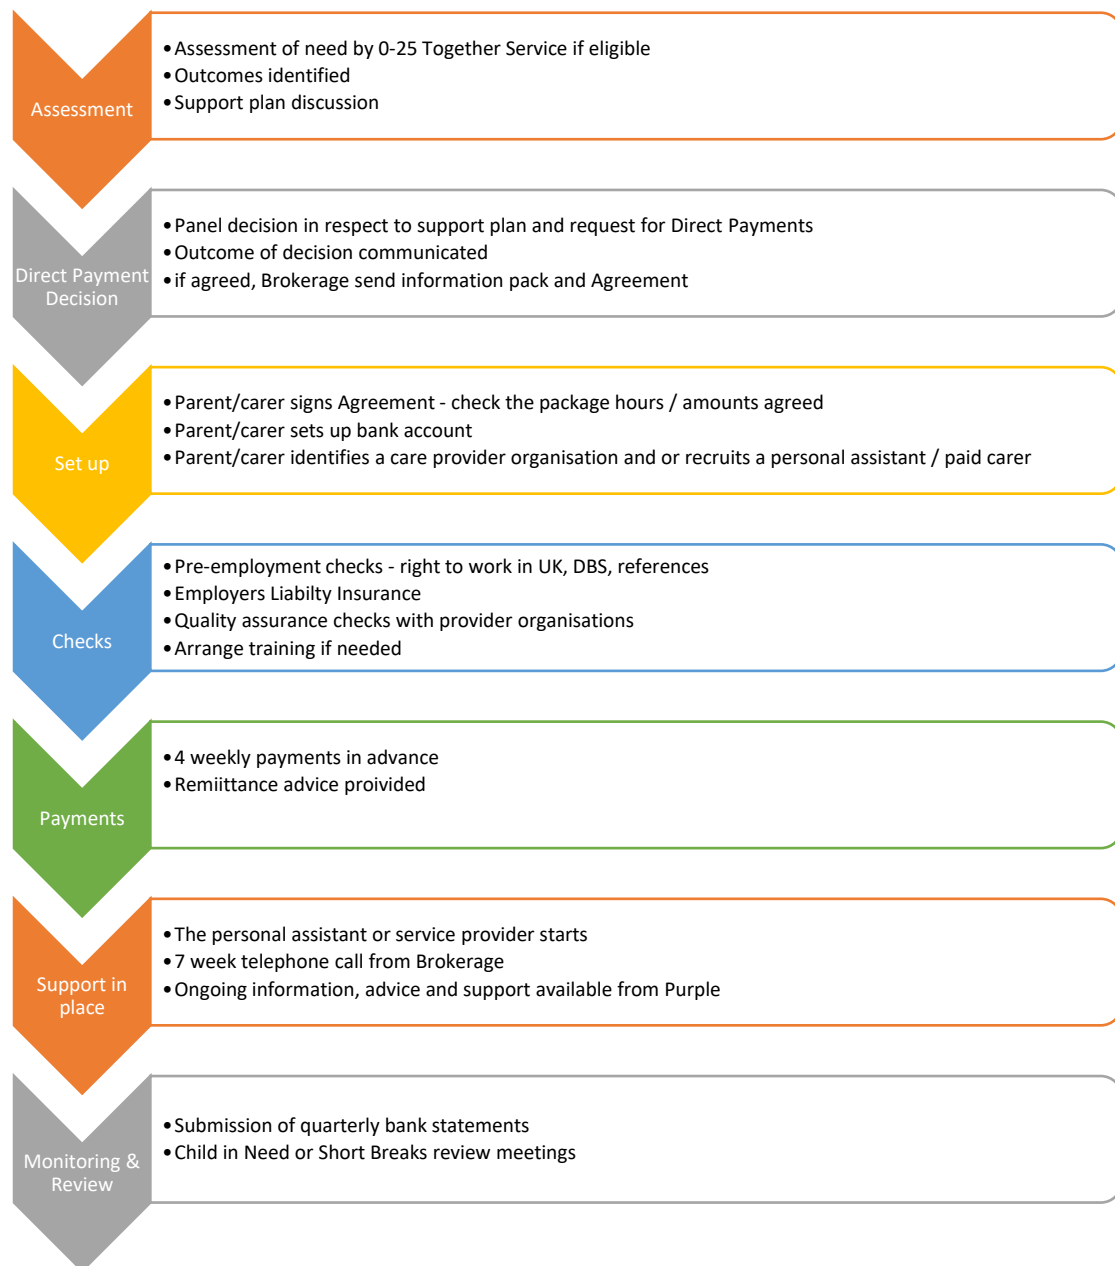 Assessment
•Assessment of need by 0-25 Together Service if eligible
•Outcomes identified
•Support plan discussion
Direct Payment
Decision
•Panel decision in respect to support plan and request for Direct Payments
•Outcome of decision communicated
•if agreed, Brokerage send information pack and Agreement
Set up
•Parent/carer signs Agreement - check the package hours / amounts agreed
•Parent/carer sets up bank account
•Parent/carer identifies a care provider organisation and or recruits a personal assistant / paid carer
Checks
•Pre-employment checks - right to work in UK, DBS, references
•Employers Liabilty Insurance
•Quality assurance checks with provider organisations
•Arrange training if needed
Payments
•4 weekly payments in advance
•Remiittance advice proivided
Support in
place
•The personal assistant or service provider starts
•7 week telephone call from Brokerage
•Ongoing information, advice and support available from Purple
Monitoring &
Review
•Submission of quarterly bank statements
•Child in Need or Short Breaks review meetings